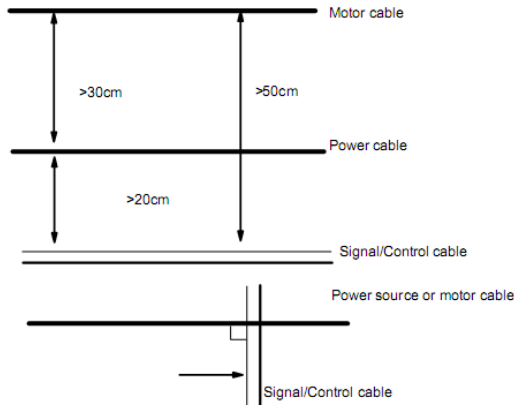 Motor cable
>30cm
>50cm
Power cable
>20cm
Signal/Control cable
Power source or motor cable
Signal/Control cable